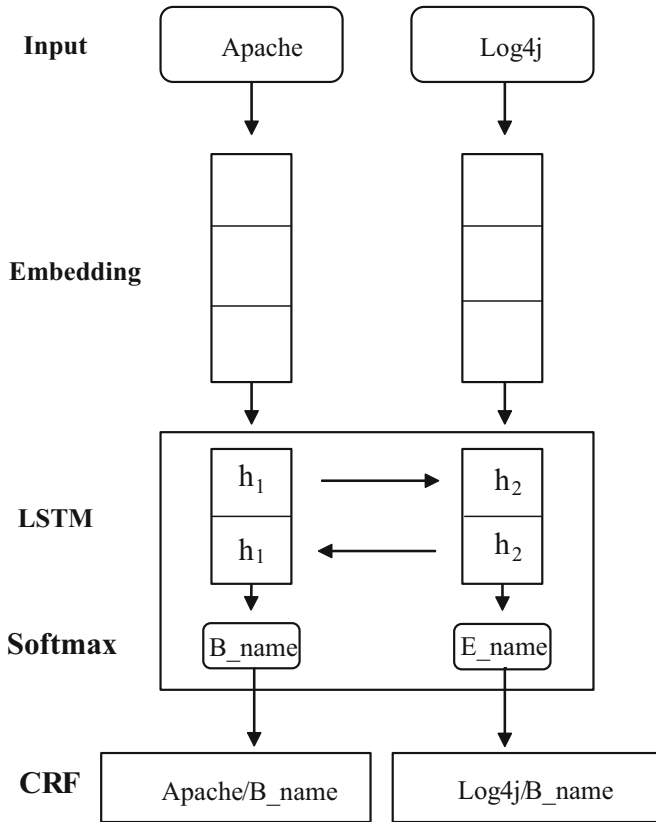 Input
Apache
Log4j
Embedding
LSTM
h₁
h₂
h₁
h₂
Softmax
B_name
E_name
CRF
Apache/B_name
Log4j/B_name